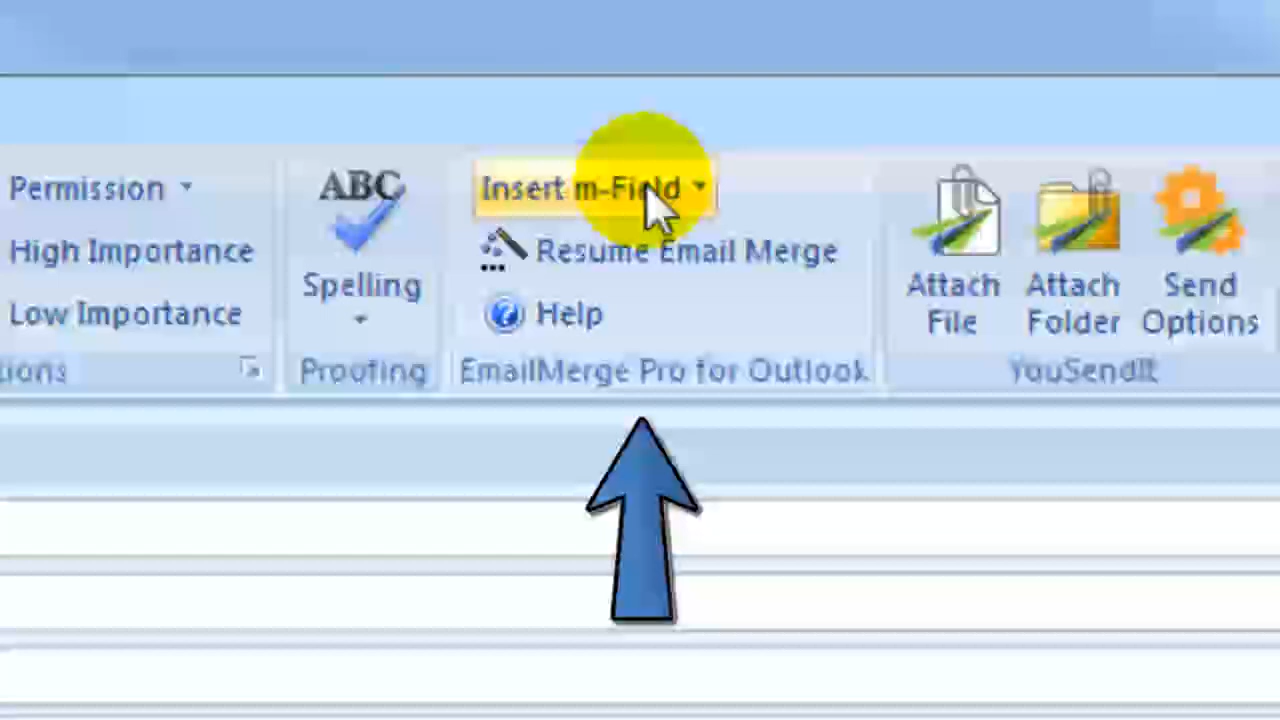 Permission
High Importance
Low Importance
tions
ABC
Spelling
Proofing
Insert m-Field
Resume Email Merge
Help
EmailMerge Pro for Outlook
Attach
File
Attach
Folder
Send
Options
YouSendIt